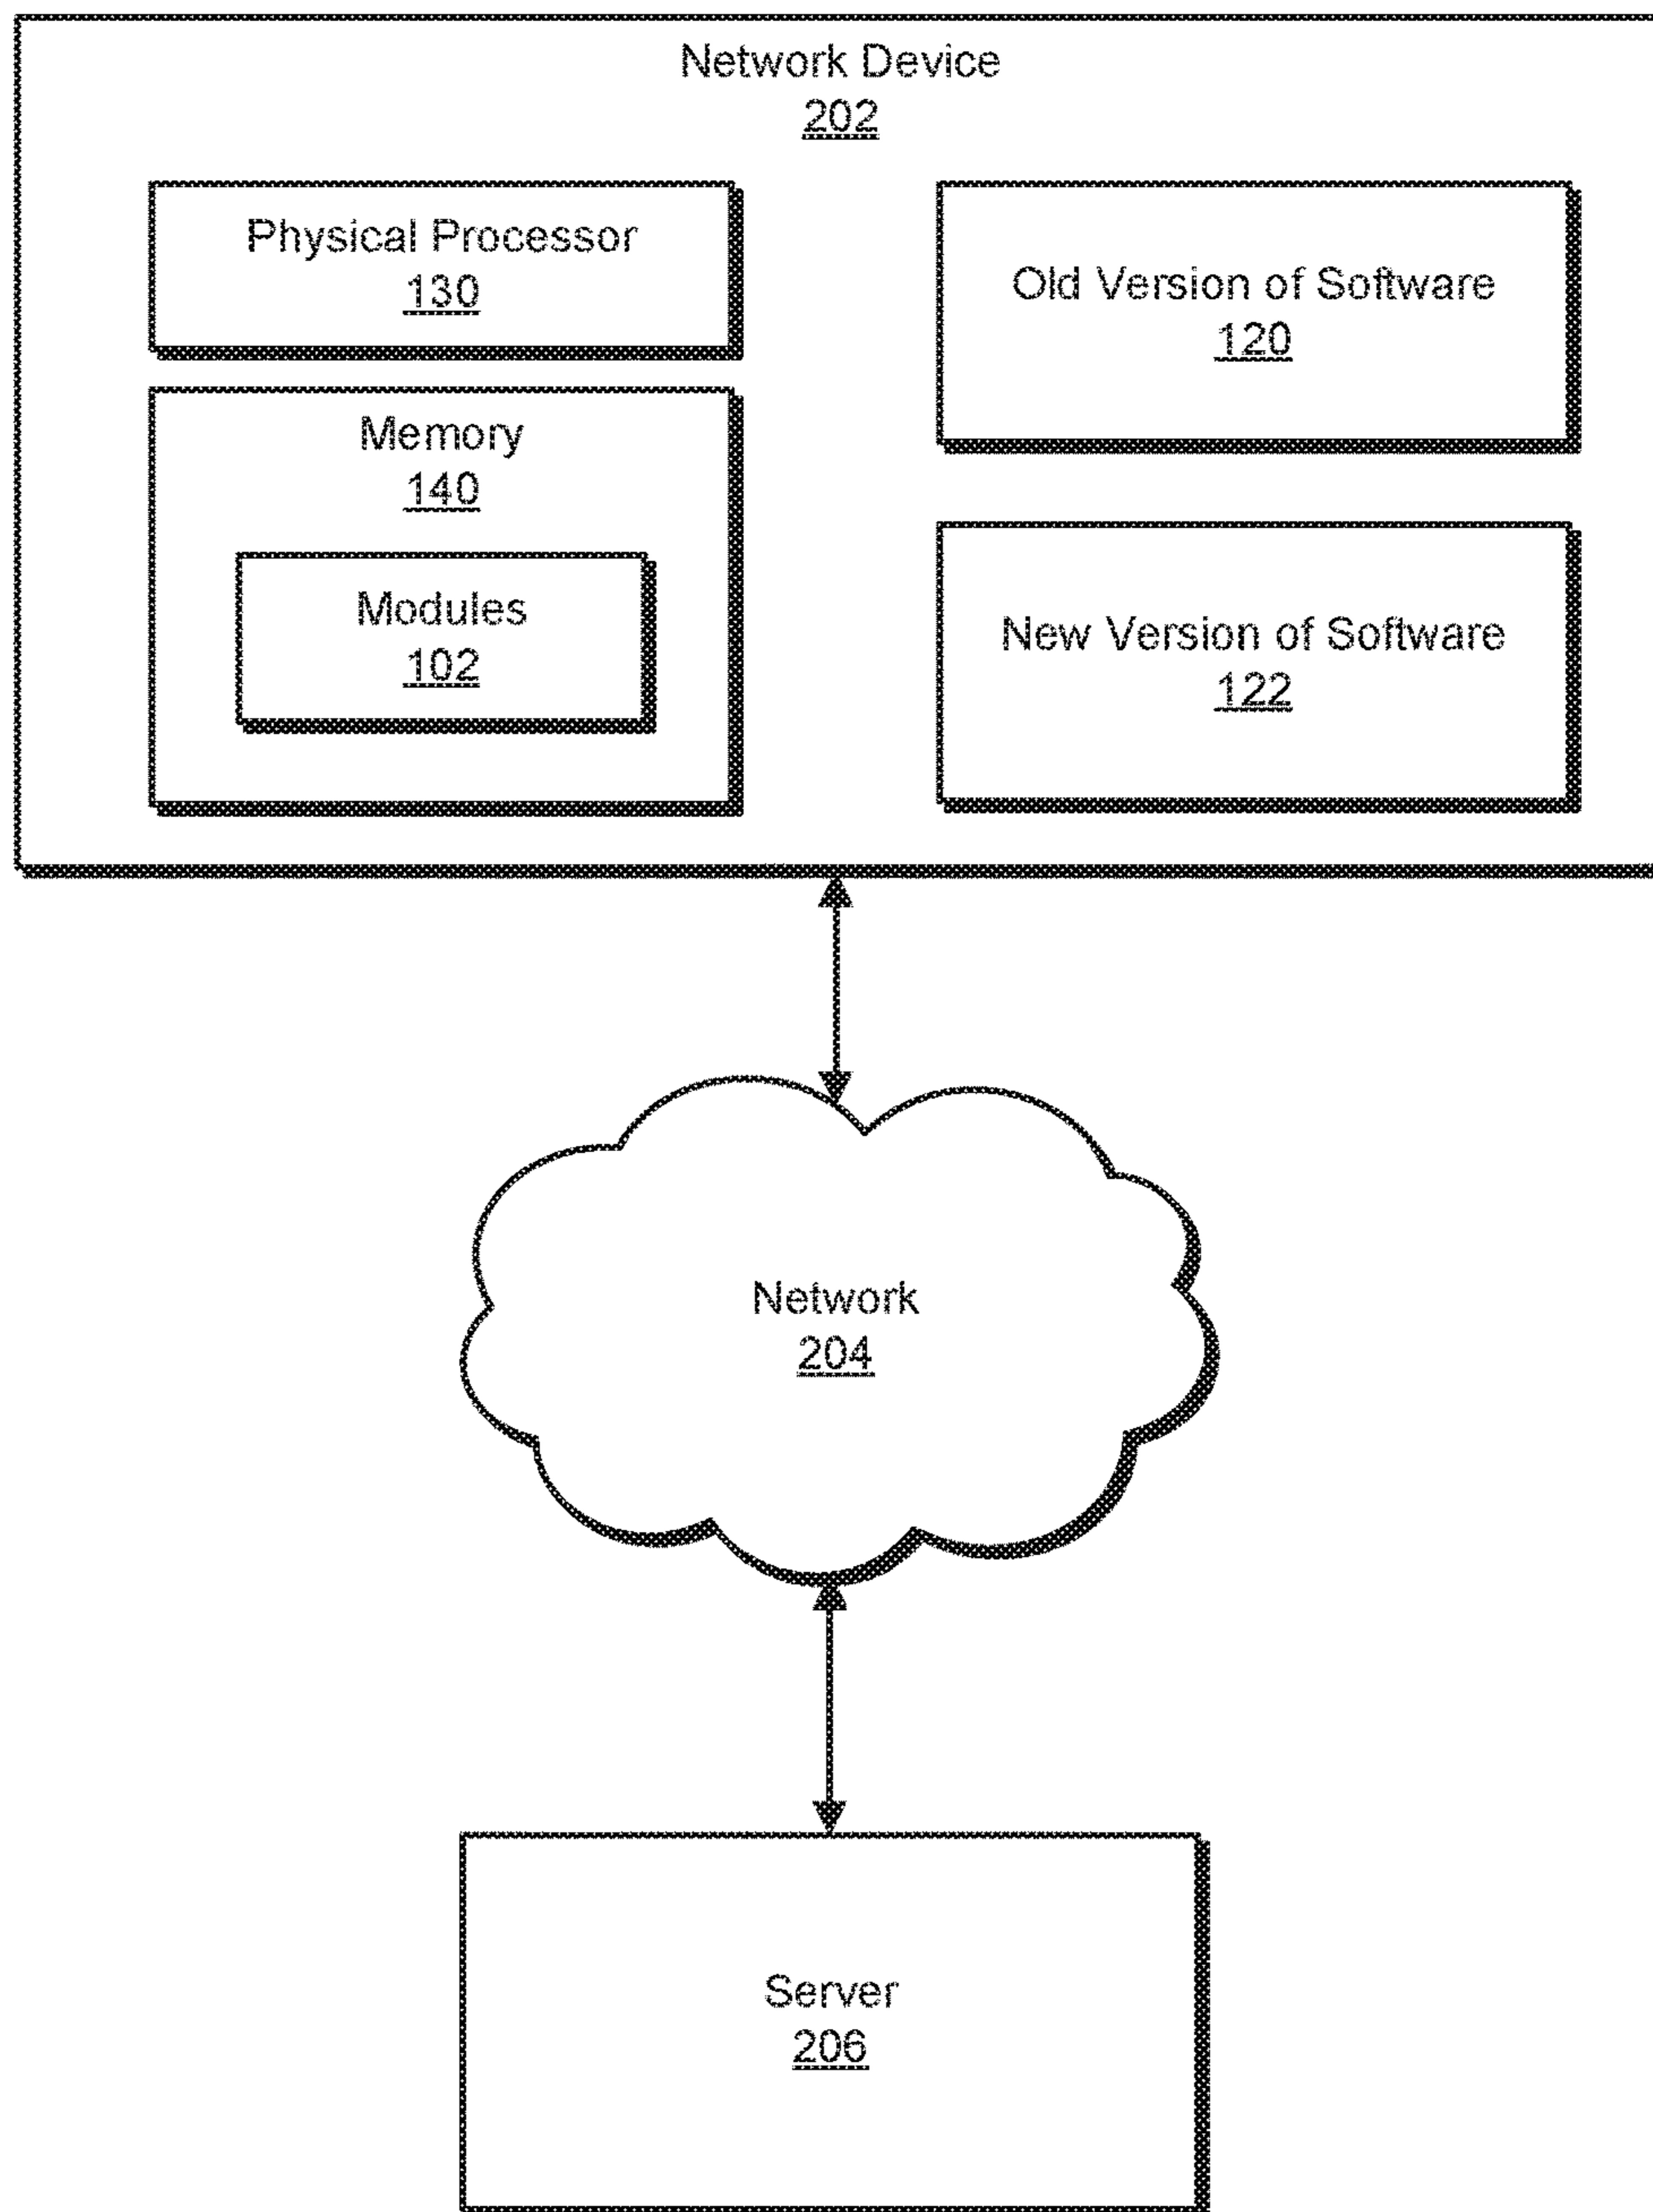 Network Device
202
Physical Processor
130
Memory
140
Modules
102
Old Version of Software
120
New Version of Software
122
Network
204
Server
206